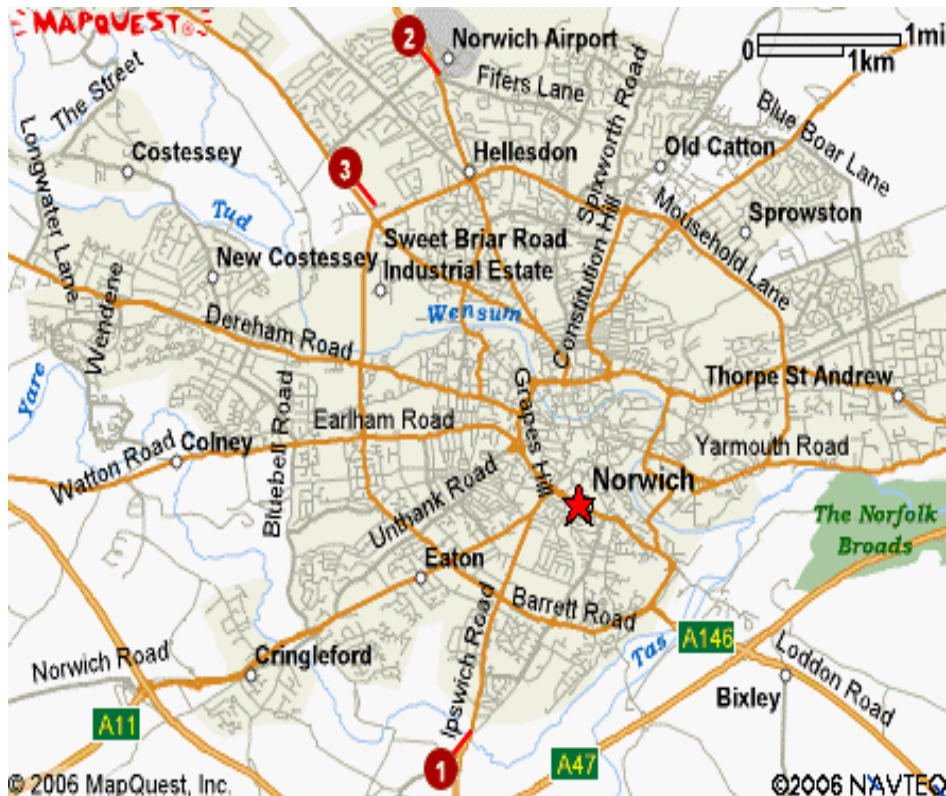 MAPQUEST®
2
Norwich Airport
0
1mi
1km
Fifers Lane
The Street
Longwater Lane
Costessey
3
Hellesdon
Spixworth Road
Old Catton
Blue Boar Lane
Tud
Sweet Briar Road
Industrial Estate
Constitution Hill
Mousehold Lane
Sprowston
New Costessey
Wendene
Wensum
Dereham Road
Yare
Grapes Hill
Thorpe St Andrew
Bluebell Road
Earlham Road
Watton Road
Colney
Yarmouth Road
Unthank Road
Norwich
The Norfolk
Broads
Eaton
Barrett Road
Ipswich Road
Tas
A146
Norwich Road
Cringleford
Loddon Road
Bixley
A11
1
A47
© 2006 MapQuest, Inc.
©2006 NAVTEQ